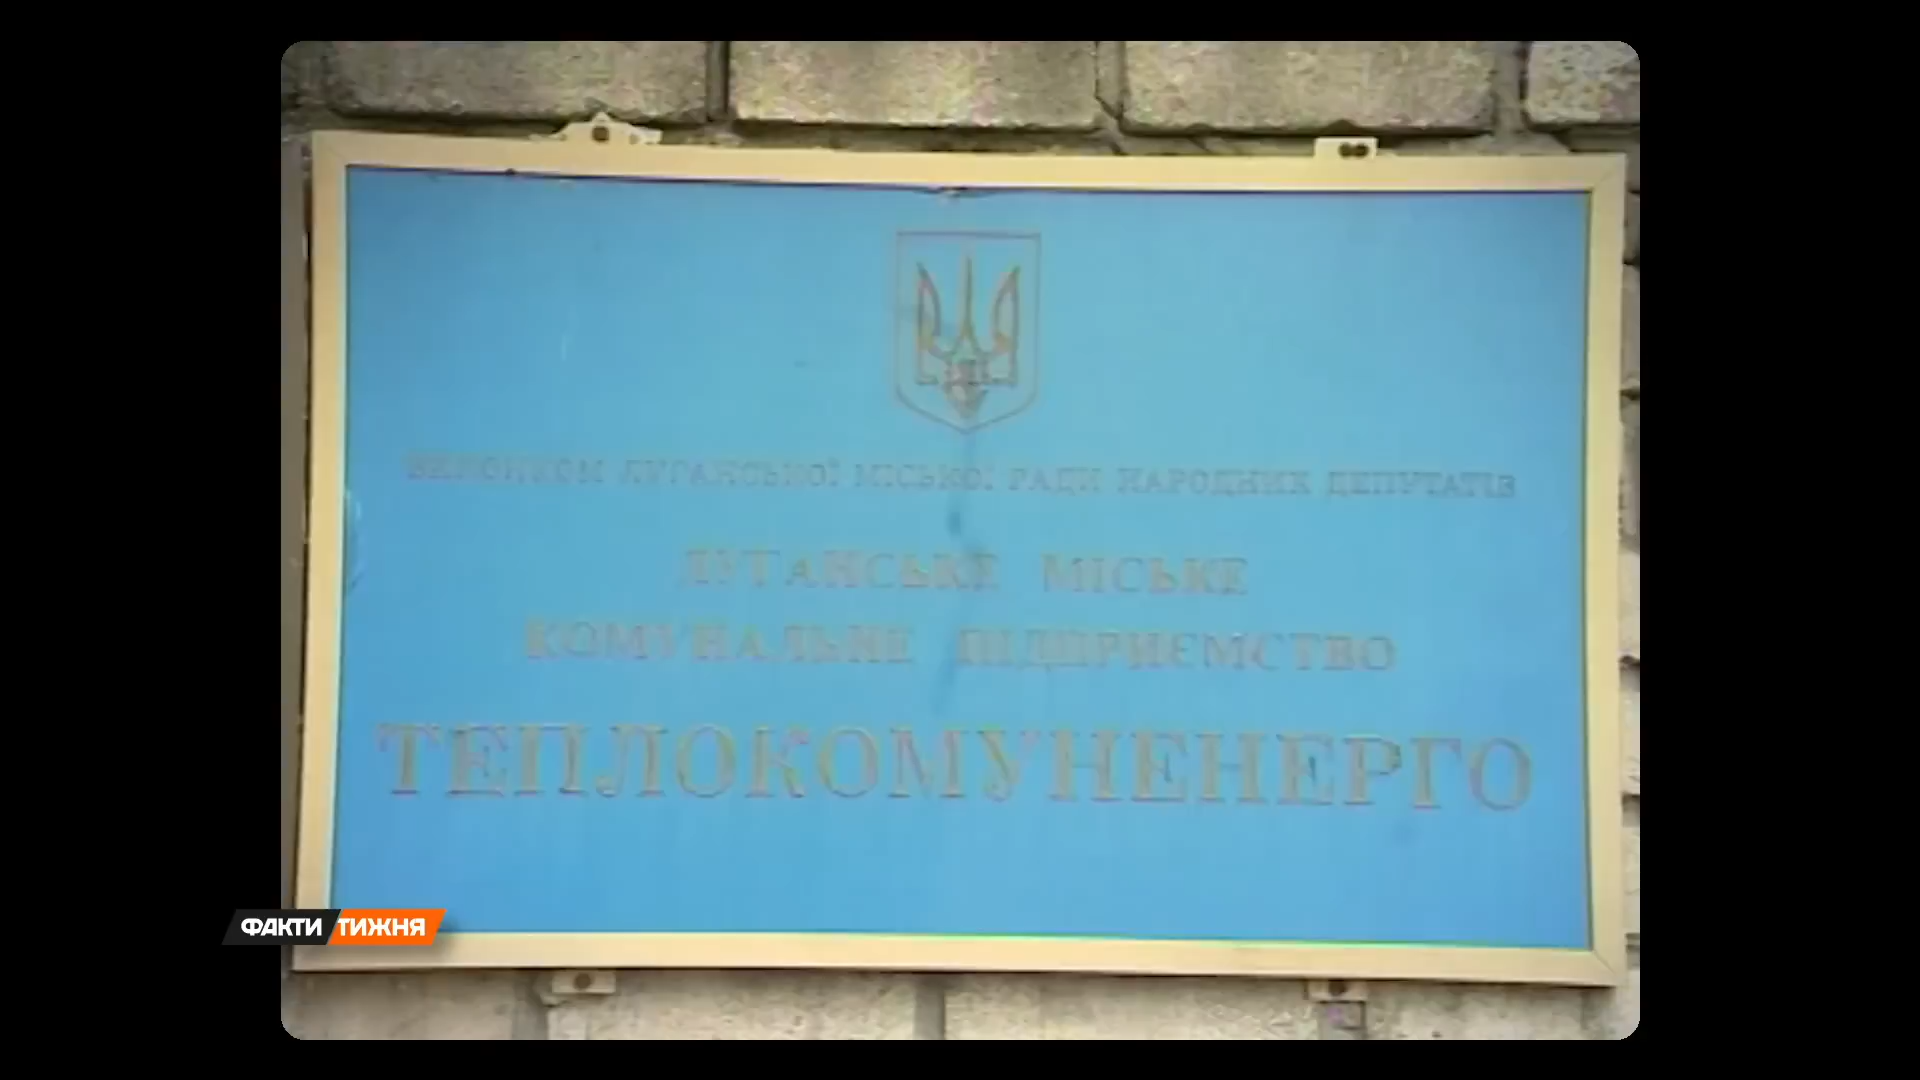 ВИКОНКОМ ЛУГАНСЬКОЇ МІСЬКОЇ РАДИ НАРОДНИХ ДЕПУТАТІВ
ЛУГАНСЬКЕ МІСЬКЕ
КОМУНАЛЬНЕ ПІДПРИЄМСТВО
ТЕПЛОКОМУНЕНЕРГО
ФАКТИ ТИЖНЯ